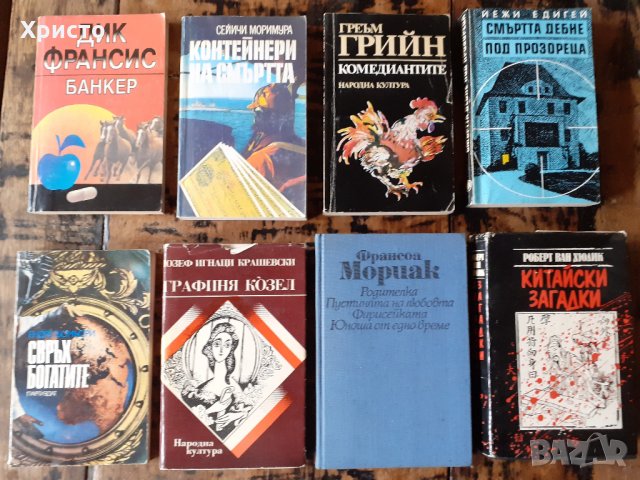 Христо
ДИК
ФРАНСИС
БАНКЕР
СЕЙИЧИ МОРИМУРА
КОНТЕЙНЕРИ
НА СМЪРТТА
ГРЕЪМ
ГРИЙН
КОМЕДИАНТИТЕ
НАРОДНА КУЛТУРА
ЙЕЖИ ЕДИГЕЙ
СМЪРТТА ДЕБНЕ
ПОД ПРОЗОРЕЦА
СВРЪХ
БОГАТИТЕ
ПАРТИЗДАТ
ЮЗЕФ ИГНАЦИ КРАШЕВСКИ
ГРАФИНЯ КОЗЕЛ
Народна
култура
Франсоа
Мориак
Родителка
Пустинята на любовта
Фарисейката
Юноша от едно време
РОБЕРТ ВАН ХЮЛИК
КИТАЙСКИ
ЗАГАДКИ
ЗАГАДКИ
BAZAR